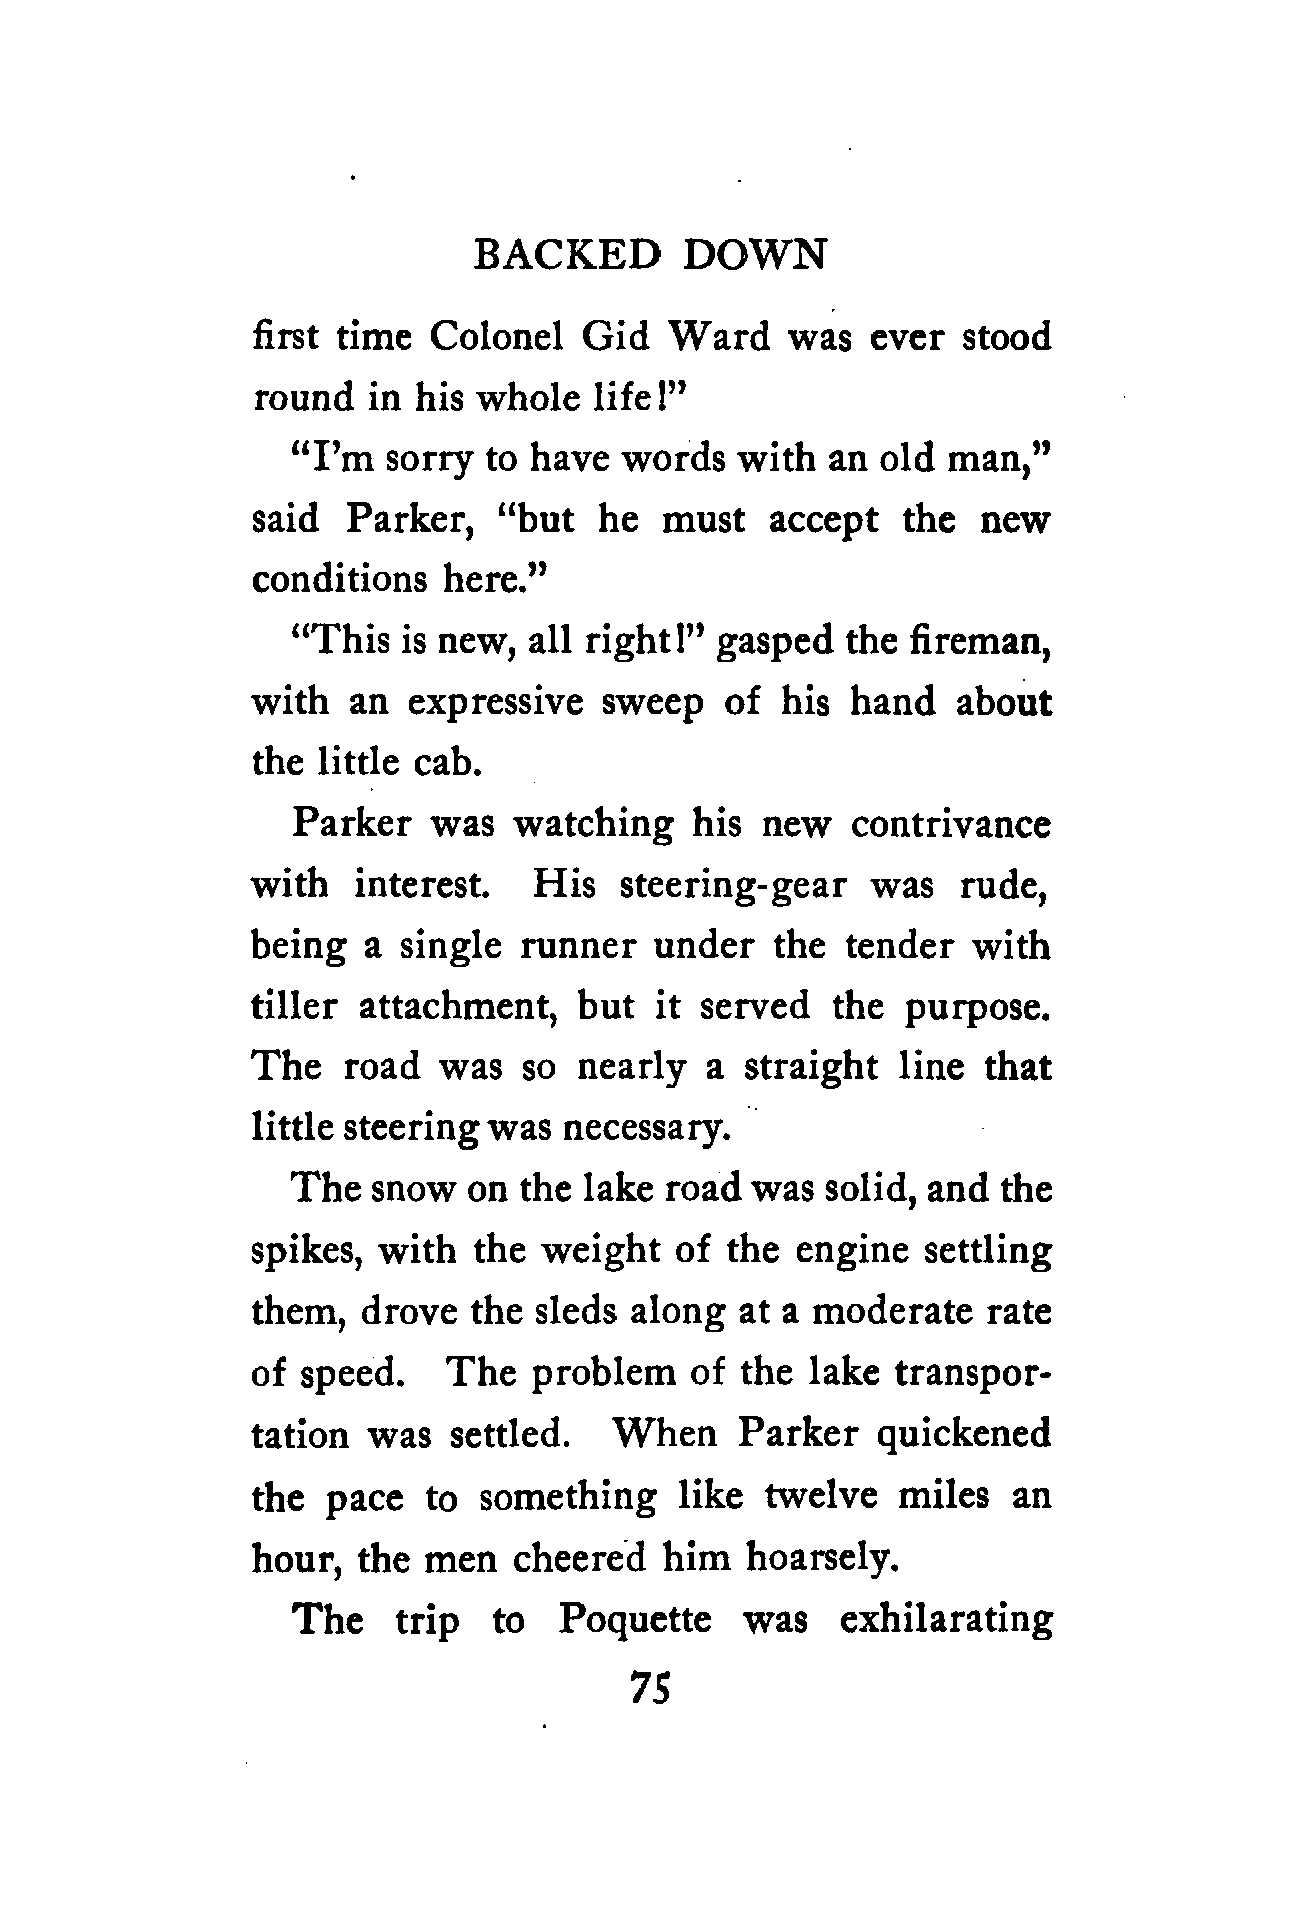 BACKED DOWN
first time Colonel Gid Ward was ever stood
round in his whole life!”
“I’m sorry to have words with an old man,”
said Parker, “but he must accept the new
conditions here.”
“This is new, all right!” gasped the fireman,
with an expressive sweep of his hand about
the little cab.
Parker was watching his new contrivance
with interest. His steering-gear was rude,
being a single runner under the tender with
tiller attachment, but it served the purpose.
The road was so nearly a straight line that
little steering was necessary.
The snow on the lake road was solid, and the
spikes, with the weight of the engine settling
them, drove the sleds along at a moderate rate
of speed. The problem of the lake transpor-
tation was settled. When Parker quickened
the pace to something like twelve miles an
hour, the men cheered him hoarsely.
The trip to Poquette was exhilarating
75